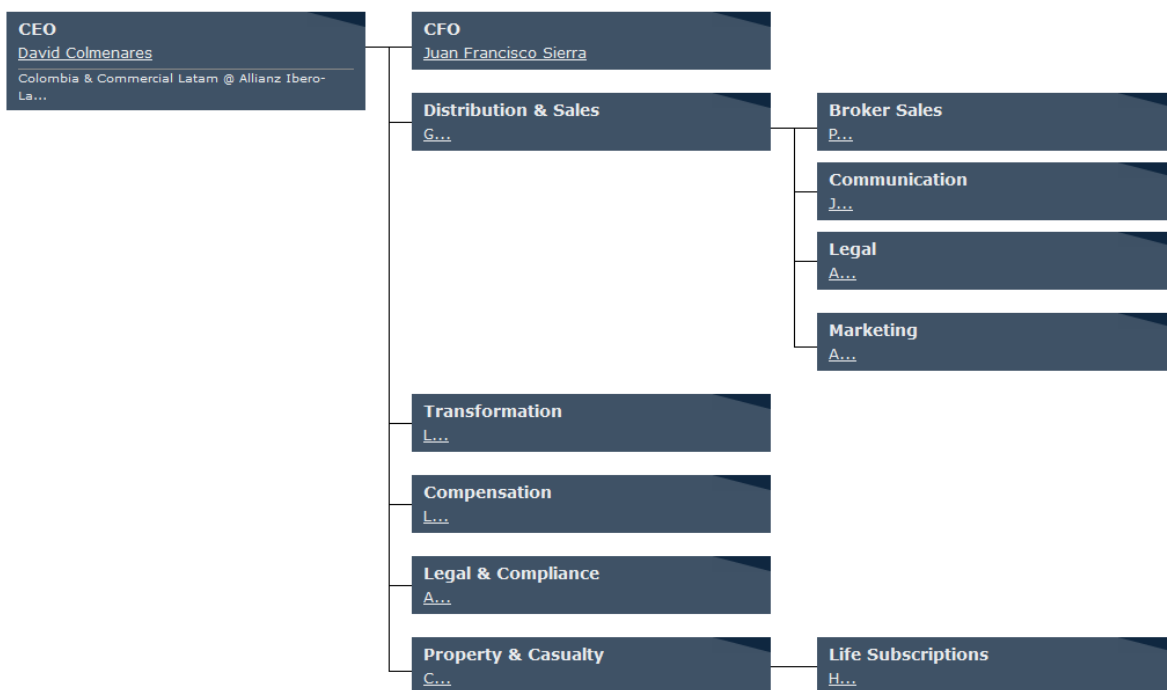 CEO
David Colmenares
Colombia & Commercial Latam @ Allianz Ibero-
La...
CFO
Juan Francisco Sierra
Distribution & Sales
G...
Broker Sales
P...
Communication
J...
Legal
A...
Marketing
A...
Transformation
L...
Compensation
L...
Legal & Compliance
A...
Property & Casualty
C...
Life Subscriptions
H...